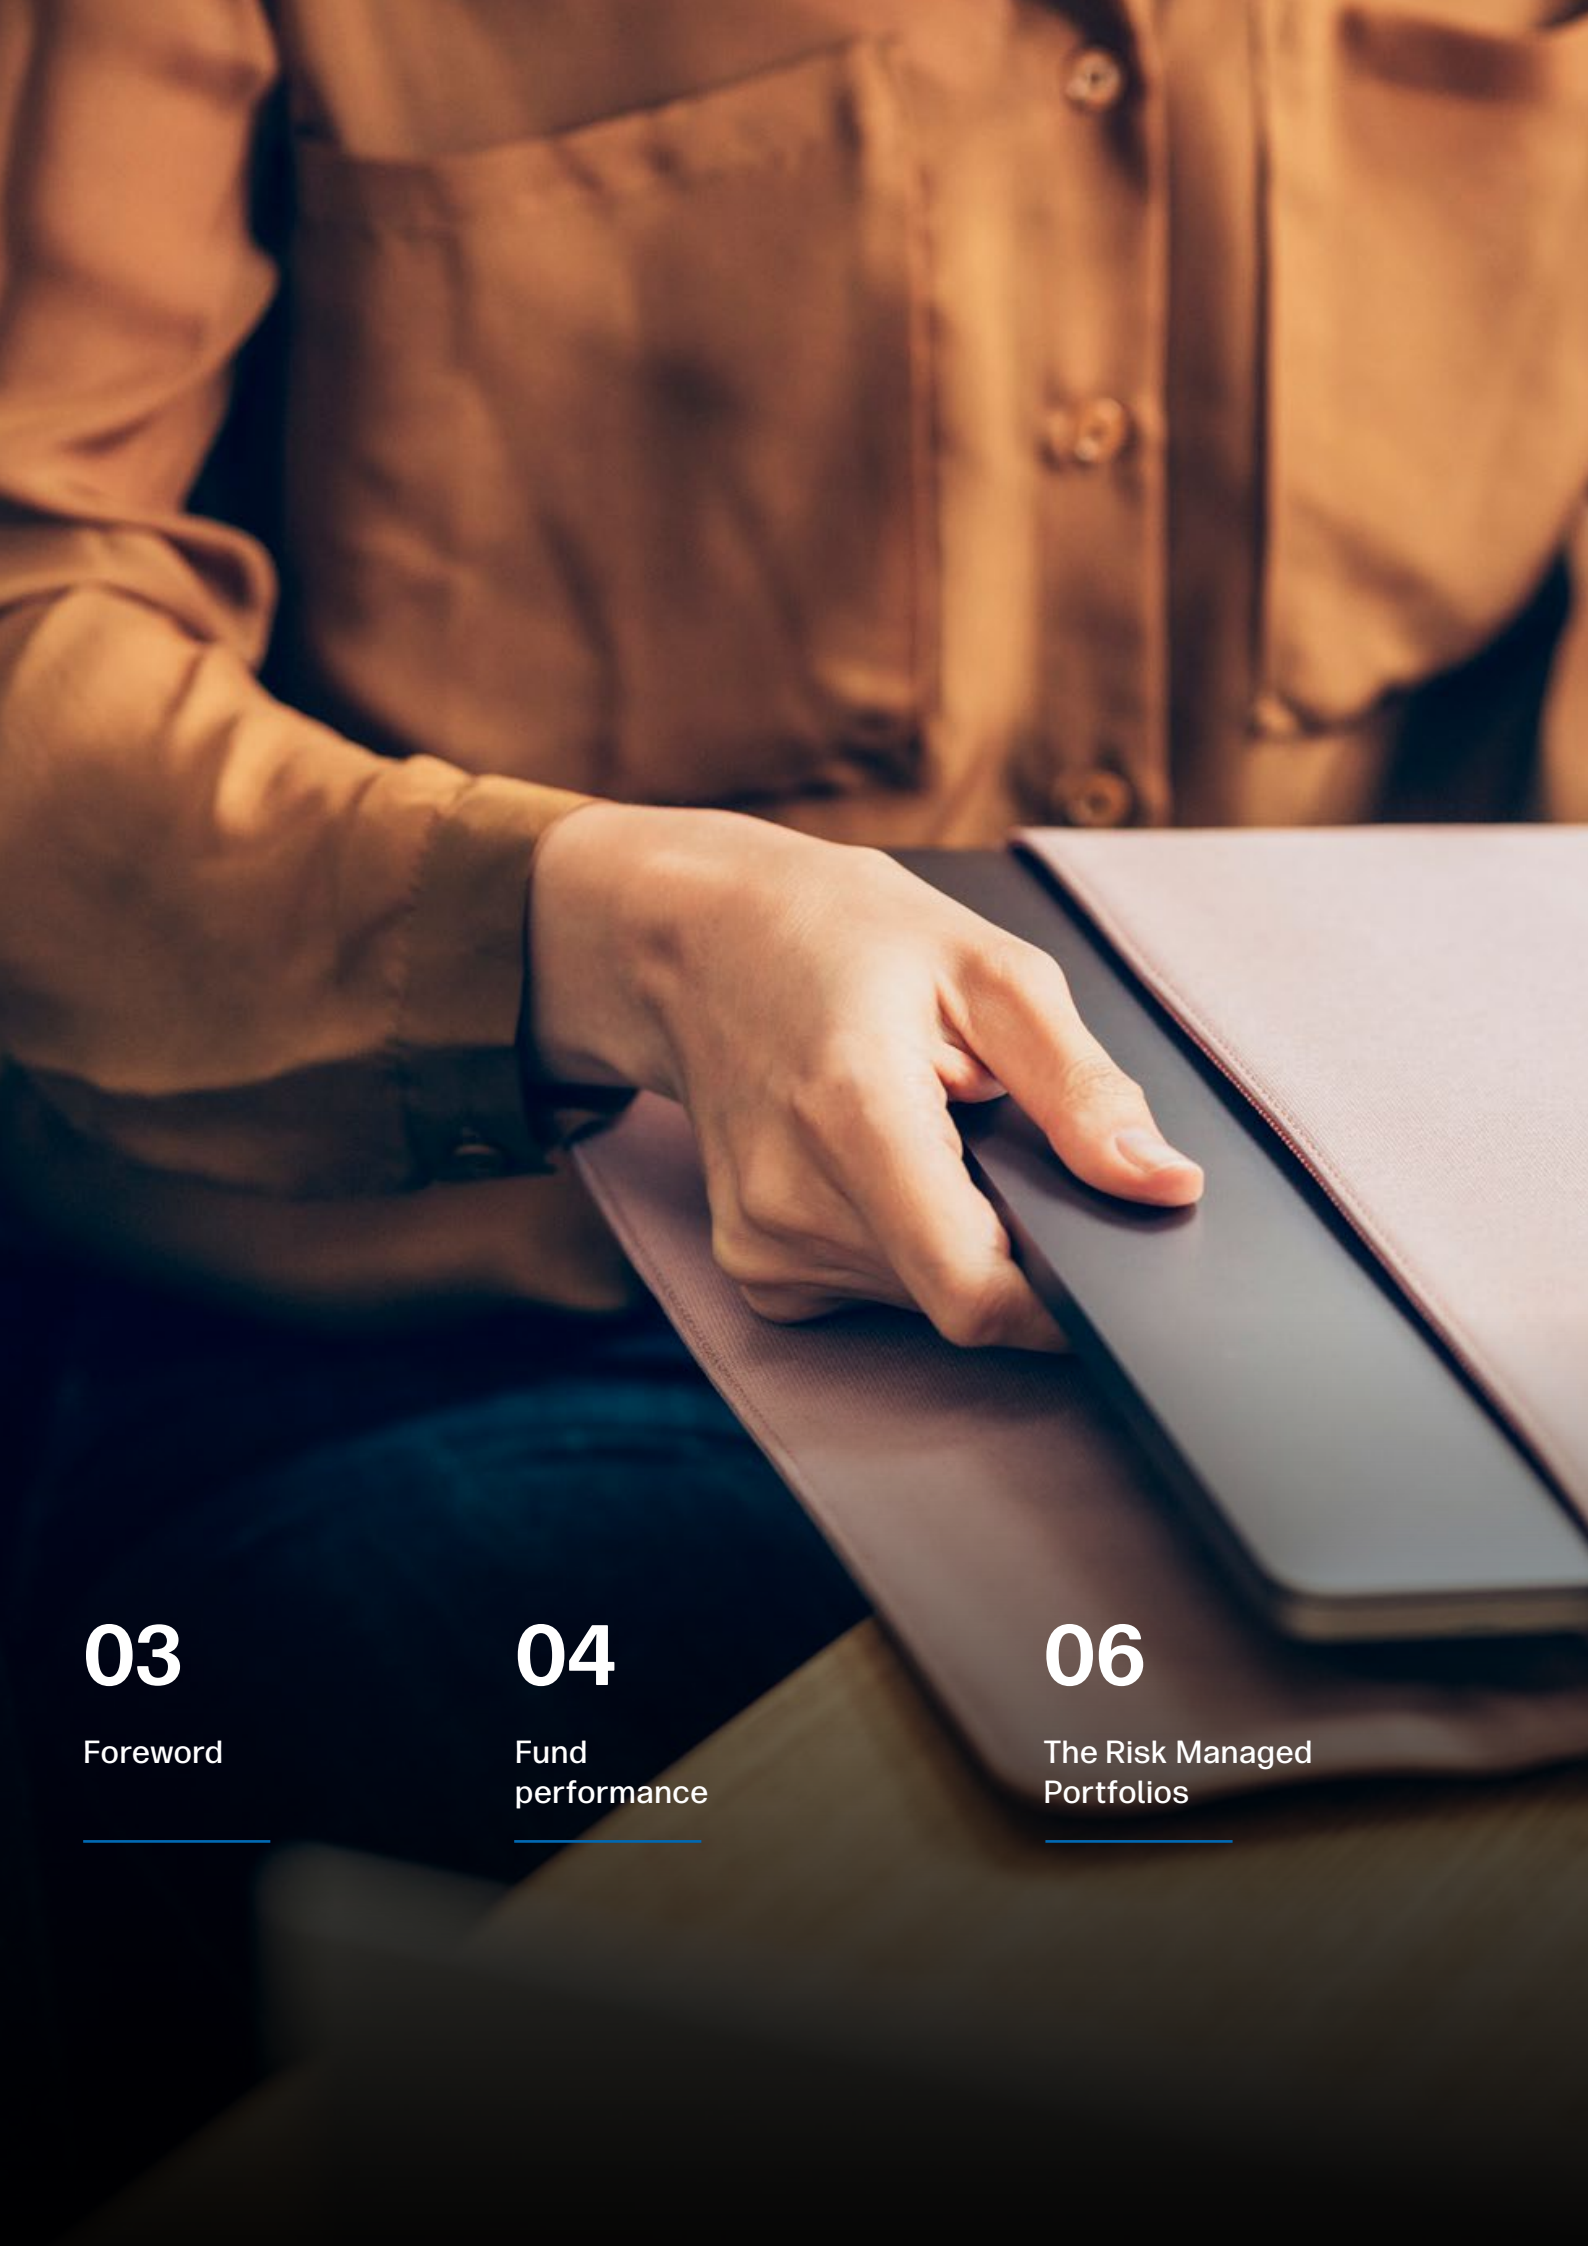 03
Foreword
04
Fund
performance
06
The Risk Managed
Portfolios